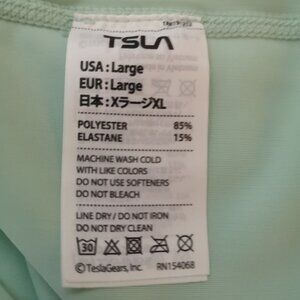 TSLA
USA : Large
EUR : Large
日本 : XラージXL
POLYESTER 85%
ELASTANE 15%
MACHINE WASH COLD
WITH LIKE COLORS
DO NOT USE SOFTENERS
DO NOT BLEACH
LINE DRY / DO NOT IRON
DO NOT DRY CLEAN
30
ⓒTeslaGears, Inc. RN154068